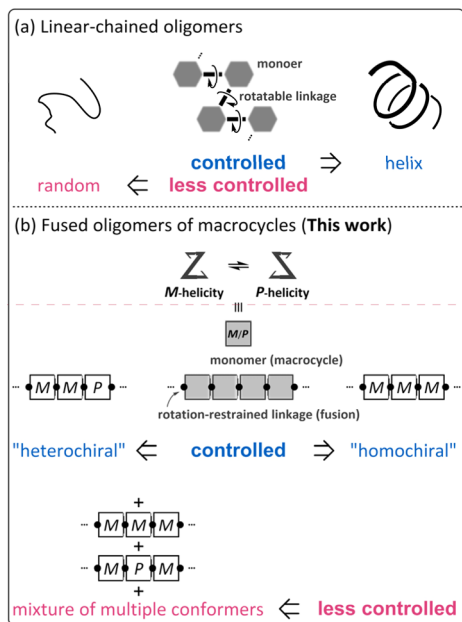 (a) Linear-chained oligomers
monoer
rotatable linkage
controlled ⇒ helix
random ⇐ less controlled
(b) Fused oligomers of macrocycles (This work)
M-helicity ⇌ P-helicity
M/P
monomer (macrocycle)
··· M M P ···
··· ···
··· M M M ···
rotation-restrained linkage (fusion)
"heterochiral" ⇐ controlled ⇒ "homochiral"
+
··· M M M ···
+
··· M P M ···
+
mixture of multiple conformers ⇐ less controlled